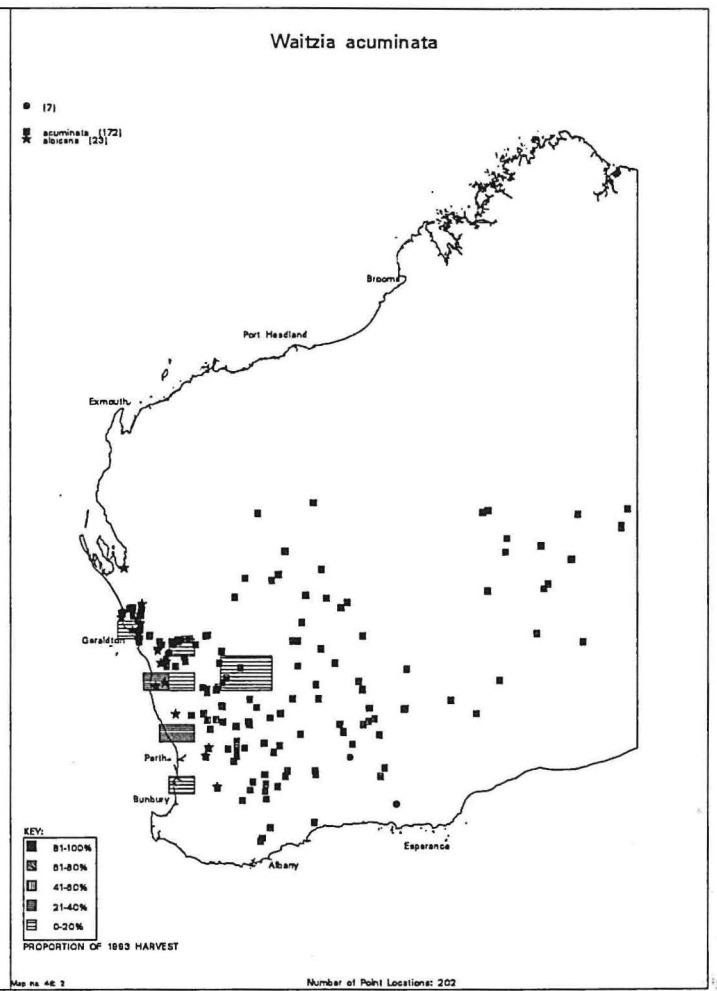 Waitzia acuminata
(7)
acuminata (172)
albicans (23)
Broome
Port Headland
Exmouth
Geraldton
Perth
Bunbury
Esperance
Albany
KEY:
81-100%
61-80%
41-60%
21-40%
0-20%
PROPORTION OF 1993 HARVEST
Number of Point Locations: 202